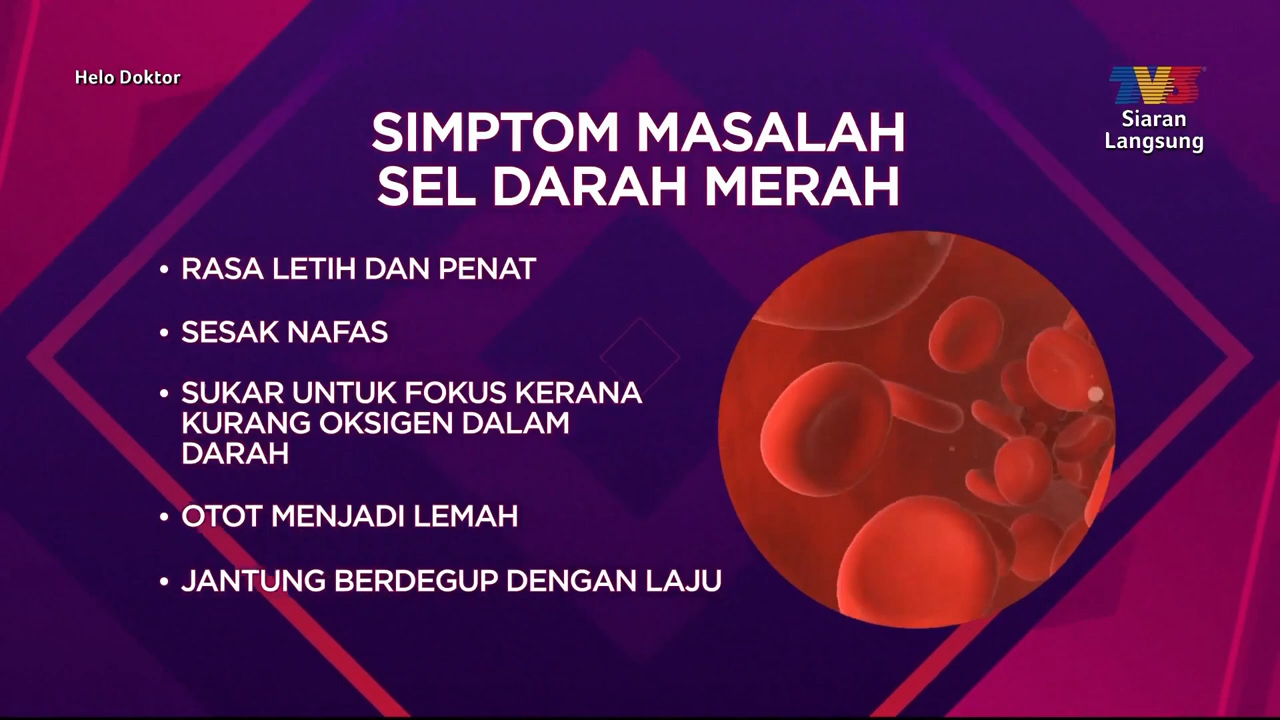 Helo Doktor
TV3
Siaran
Langsung
SIMPTOM MASALAH
SEL DARAH MERAH
• RASA LETIH DAN PENAT
• SESAK NAFAS
• SUKAR UNTUK FOKUS KERANA
KURANG OKSIGEN DALAM
DARAH
• OTOT MENJADI LEMAH
• JANTUNG BERDEGUP DENGAN LAJU